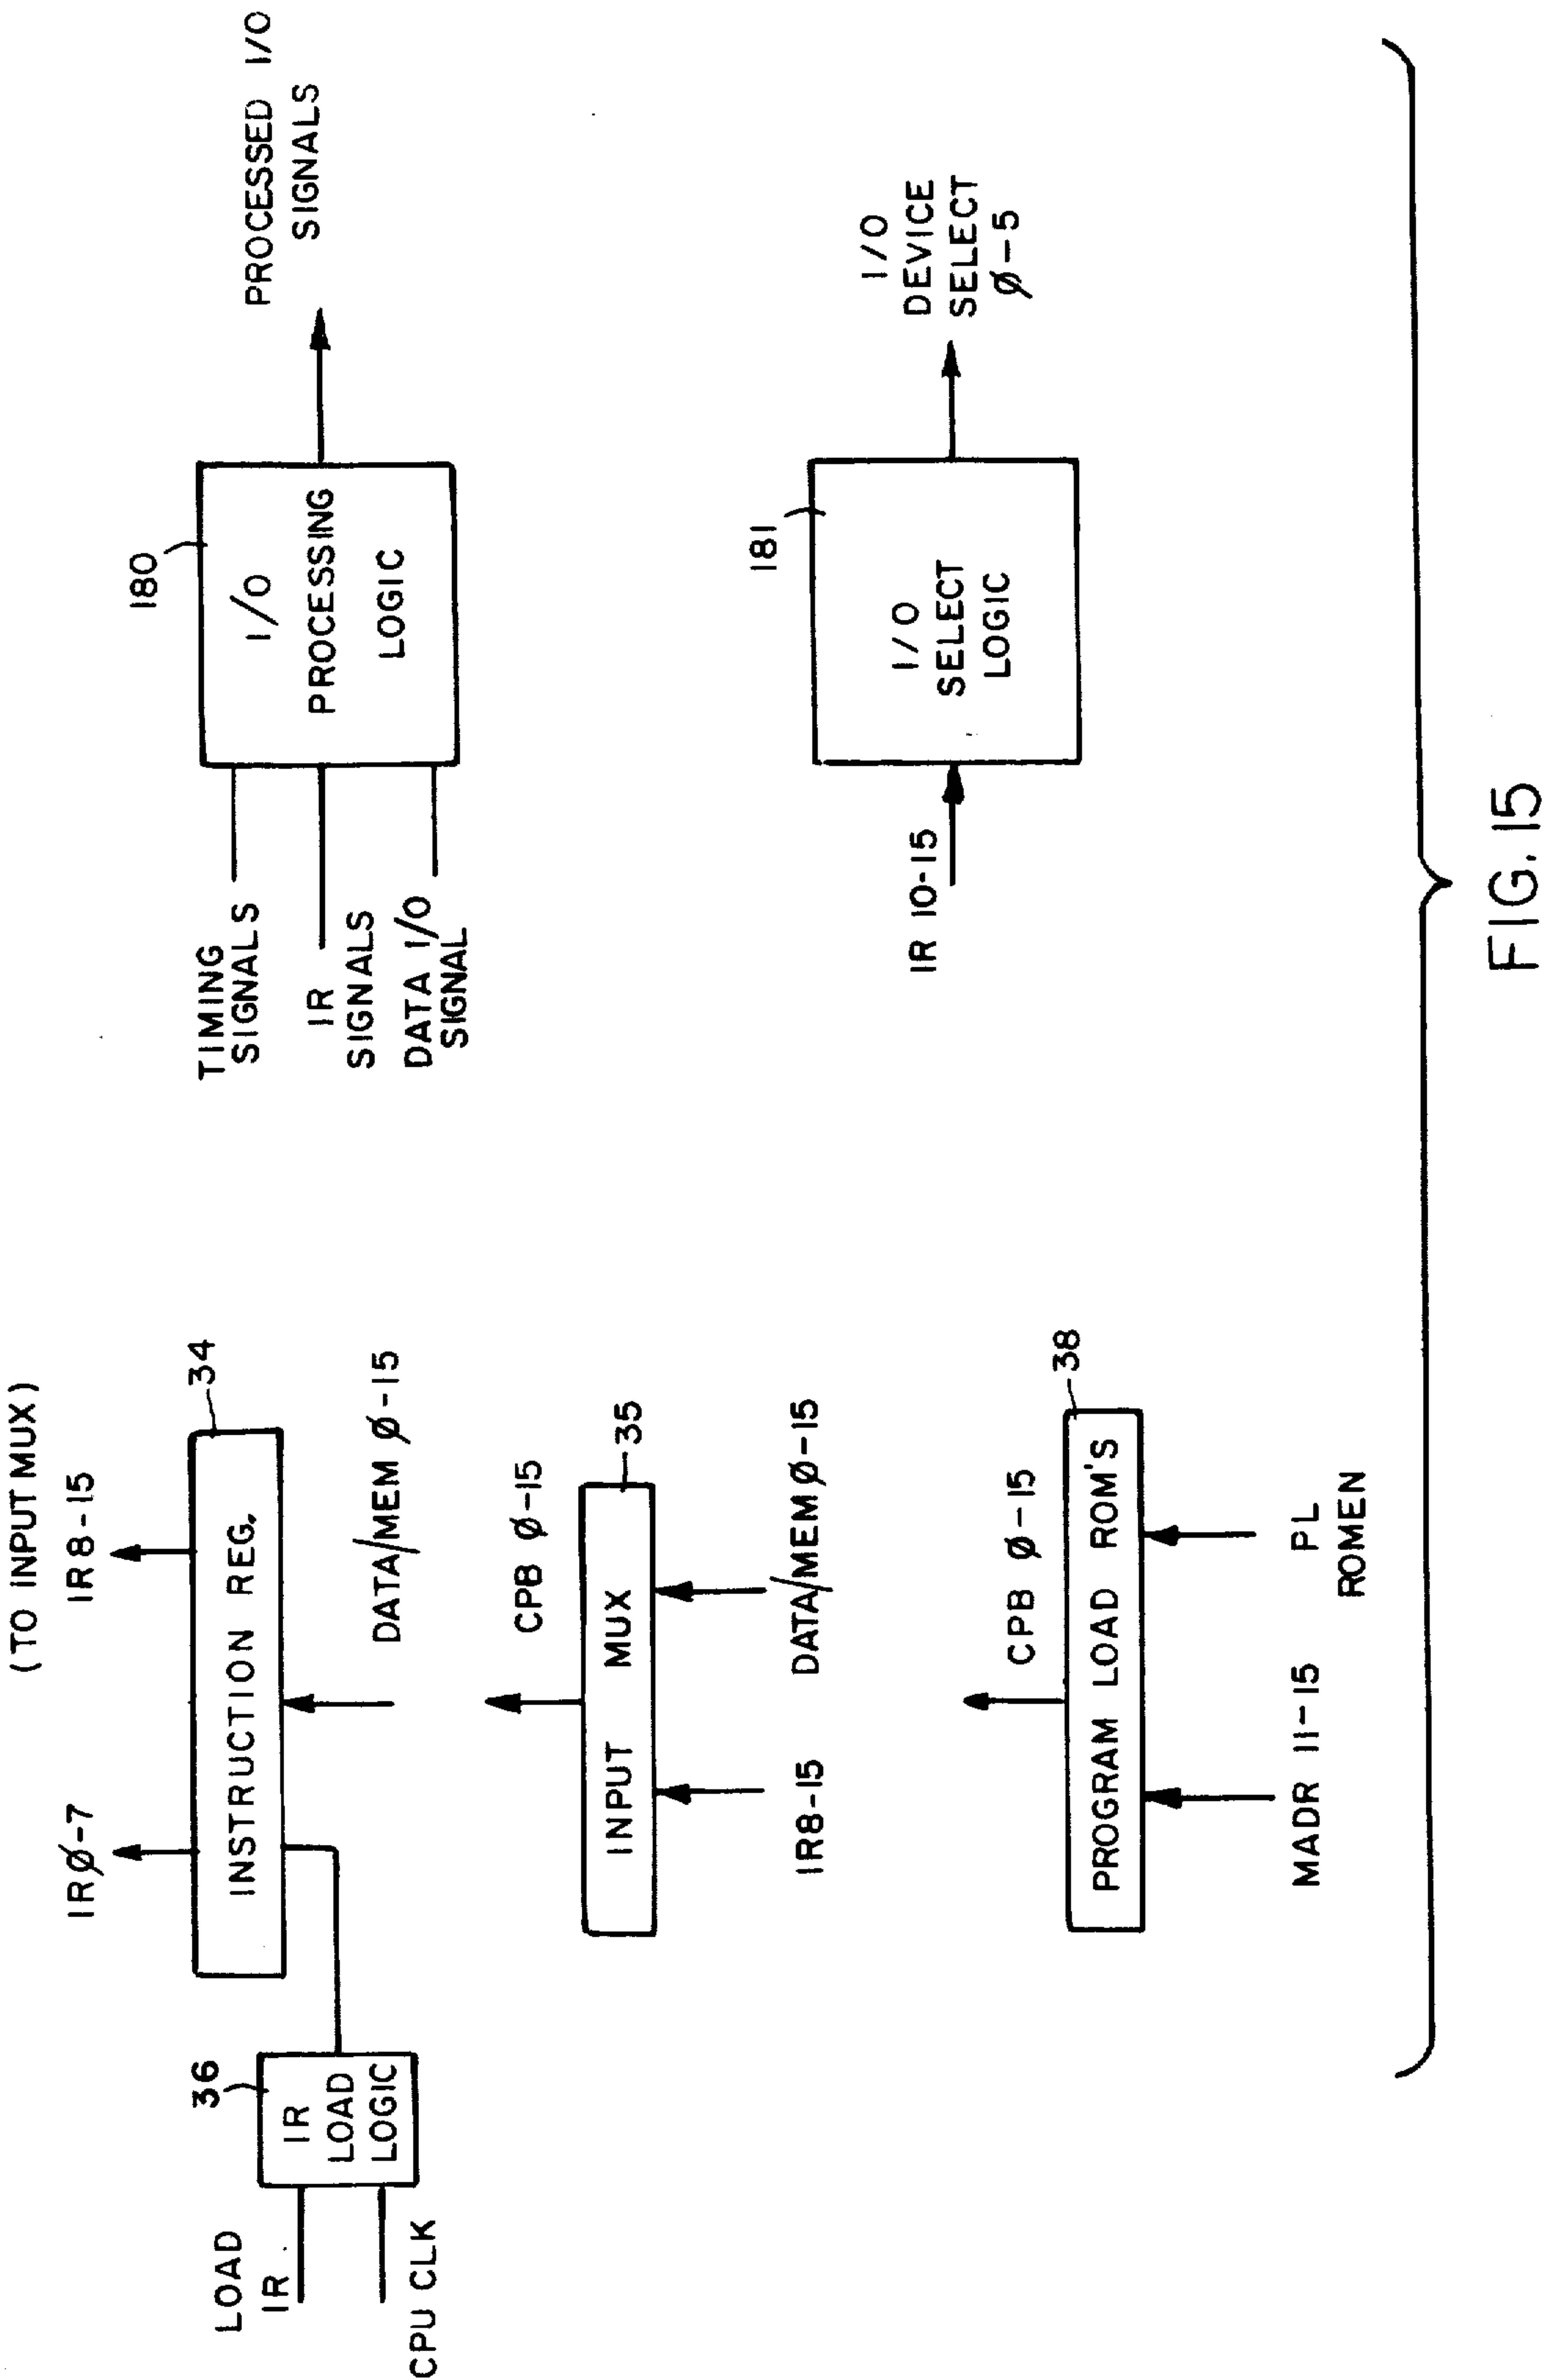 (TO INPUT MUX)
IRØ-7
IR8-15
34
INSTRUCTION REG.
36
IR
LOAD
LOGIC
LOAD
IR
CPU CLK
DATA/MEM Ø-15
CPB Ø-15
35
INPUT MUX
IR8-15
DATA/MEMØ-15
CPB Ø-15
38
PROGRAM LOAD ROM'S
MADR 11-15
PL
ROMEN
180
I/O
PROCESSING
LOGIC
TIMING
SIGNALS
IR
SIGNALS
DATA I/O
SIGNAL
PROCESSED I/O
SIGNALS
181
I/O
SELECT
LOGIC
IR 10-15
I/O
DEVICE
SELECT
Ø-5
FIG. 15